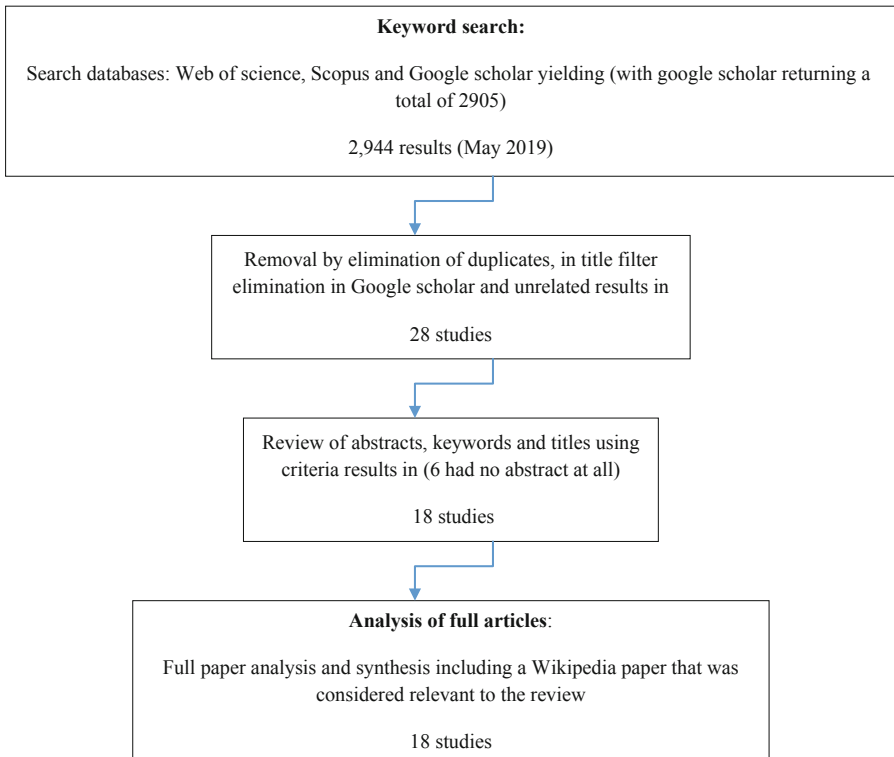 Keyword search:
Search databases: Web of science, Scopus and Google scholar yielding (with google scholar returning a
total of 2905)
2,944 results (May 2019)
Removal by elimination of duplicates, in title filter
elimination in Google scholar and unrelated results in
28 studies
Review of abstracts, keywords and titles using
criteria results in (6 had no abstract at all)
18 studies
Analysis of full articles:
Full paper analysis and synthesis including a Wikipedia paper that was
considered relevant to the review
18 studies